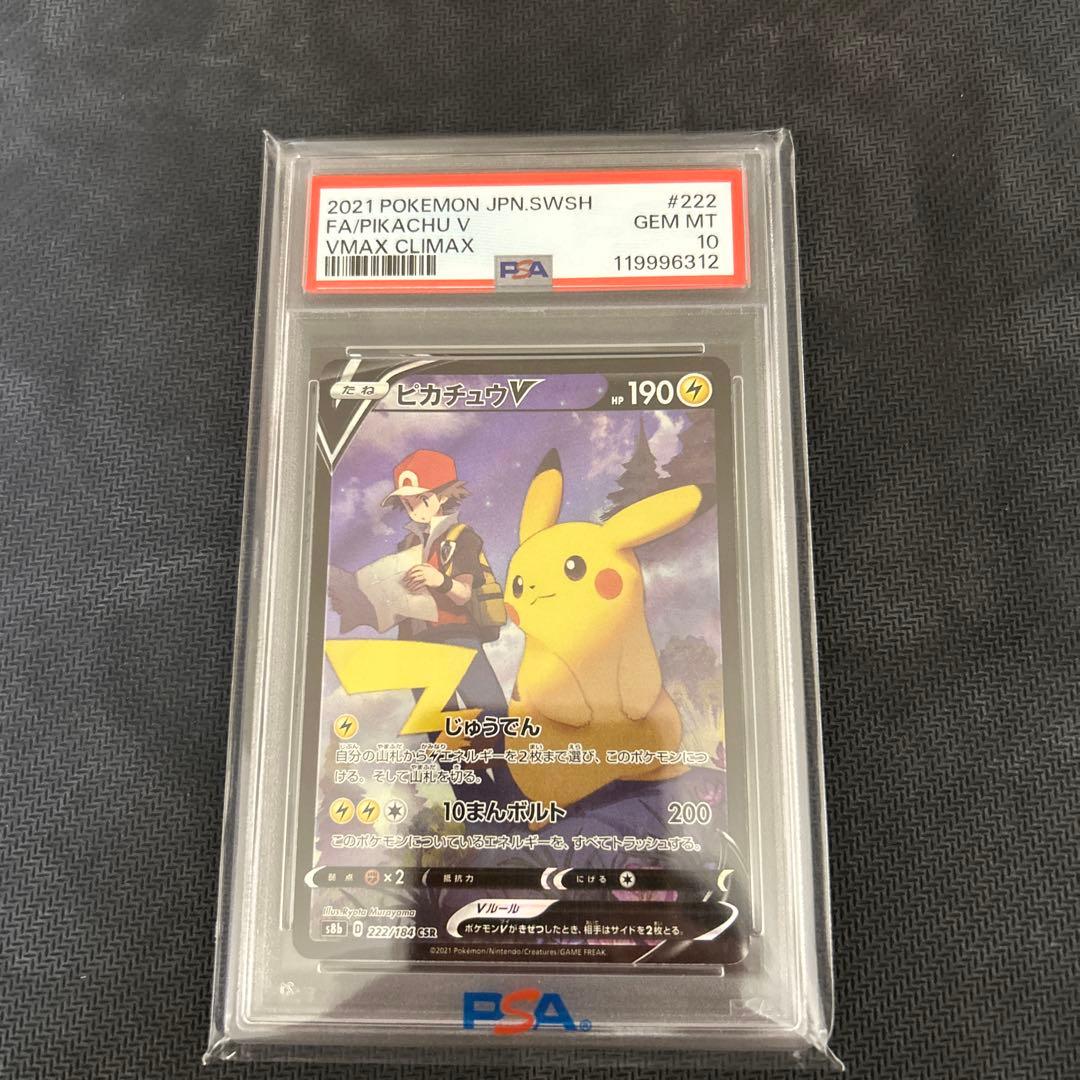 2021 POKEMON JPN.SWSH #222
FA/PIKACHU V GEM MT
VMAX CLIMAX 10
PSA 119996312
たね ピカチュウV HP 190
じゅうでん
自分の山札からエネルギーを2枚まで選び、このポケモンにつ
ける。そして山札を切る。
10まんボルト 200
このポケモンについているエネルギーを、すべてトラッシュする。
弱点 ×2 抵抗力 にげる
Illus. Ryota Murayama
Vルール
s8b D 222/184 CSR ポケモンVがきぜつしたとき、相手はサイドを2枚とる。
©2021 Pokémon/Nintendo/Creatures/GAME FREAK
PSA®